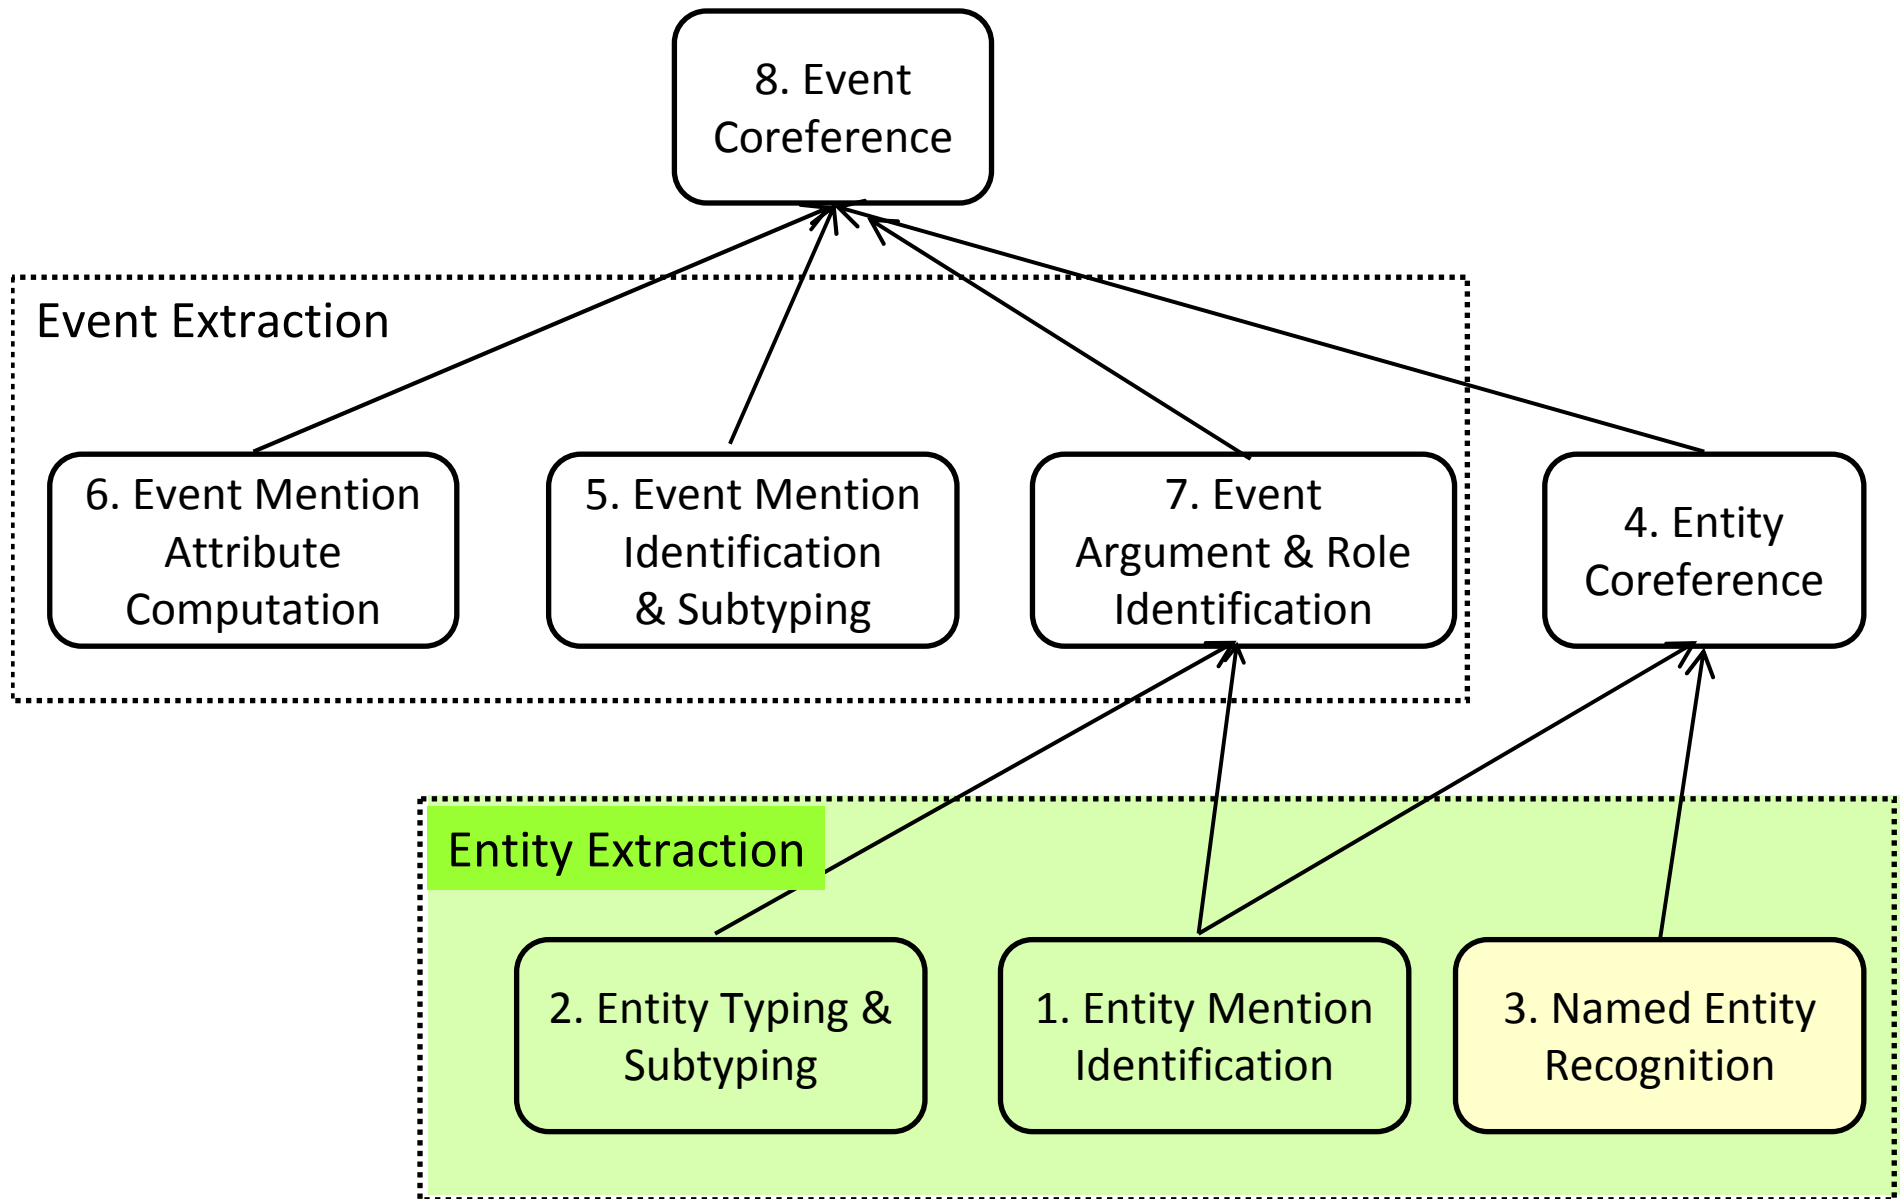 8. Event
Coreference
Event Extraction
6. Event Mention
Attribute
Computation
5. Event Mention
Identification
& Subtyping
7. Event
Argument & Role
Identification
4. Entity
Coreference
Entity Extraction
2. Entity Typing &
Subtyping
1. Entity Mention
Identification
3. Named Entity
Recognition